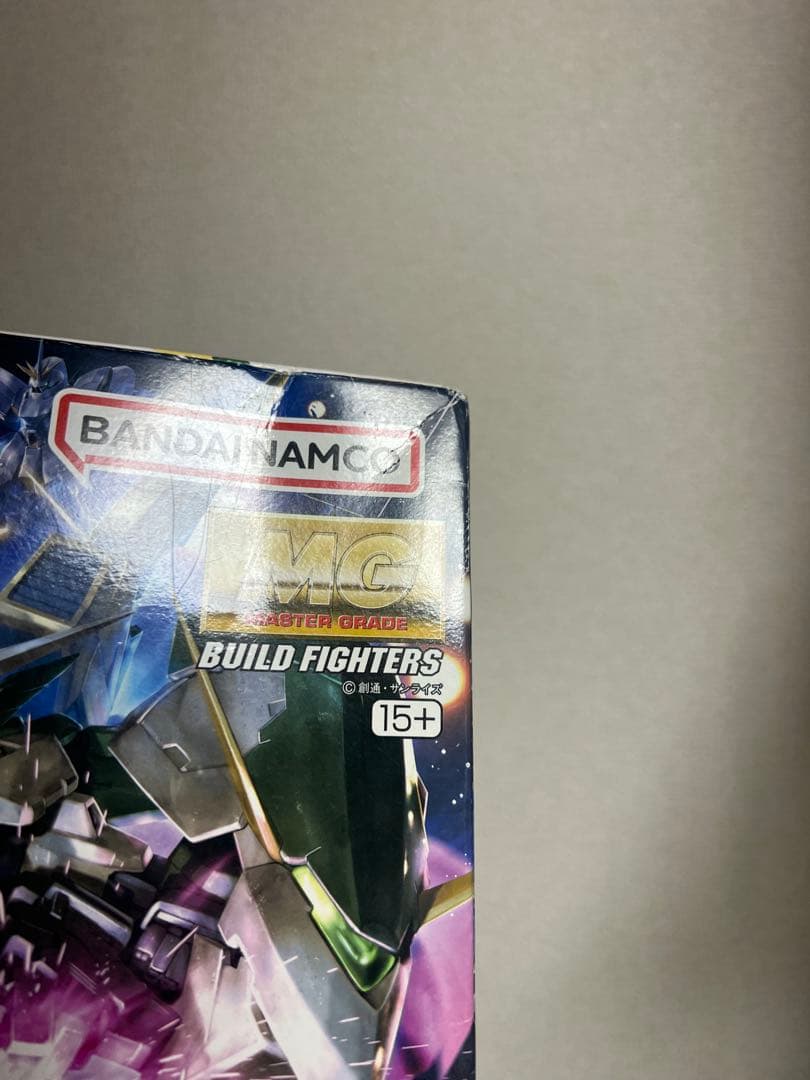 BANDAI NAMCO
MG
MASTER GRADE
BUILD FIGHTERS
© 創通・サンライズ
15+